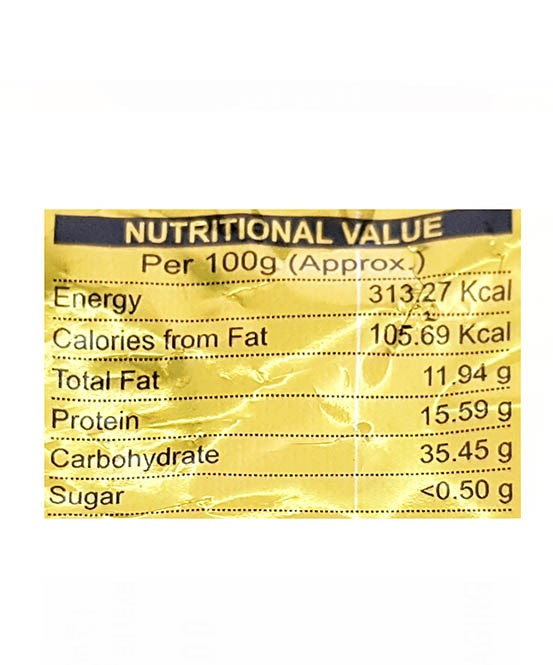 NUTRITIONAL VALUE
Per 100g (Approx.)
Energy 313.27 Kcal
Calories from Fat 105.69 Kcal
Total Fat 11.94 g
Protein 15.59 g
Carbohydrate 35.45 g
Sugar <0.50 g